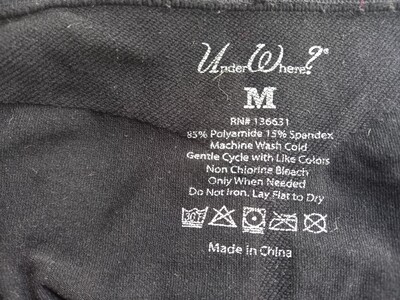 UnderWhere?®
M
RN# 136631
85% Polyamide 15% Spandex
Machine Wash Cold
Gentle Cycle with Like Colors
Non Chlorine Bleach
Only When Needed
Do Not Iron. Lay Flat to Dry
Made in China